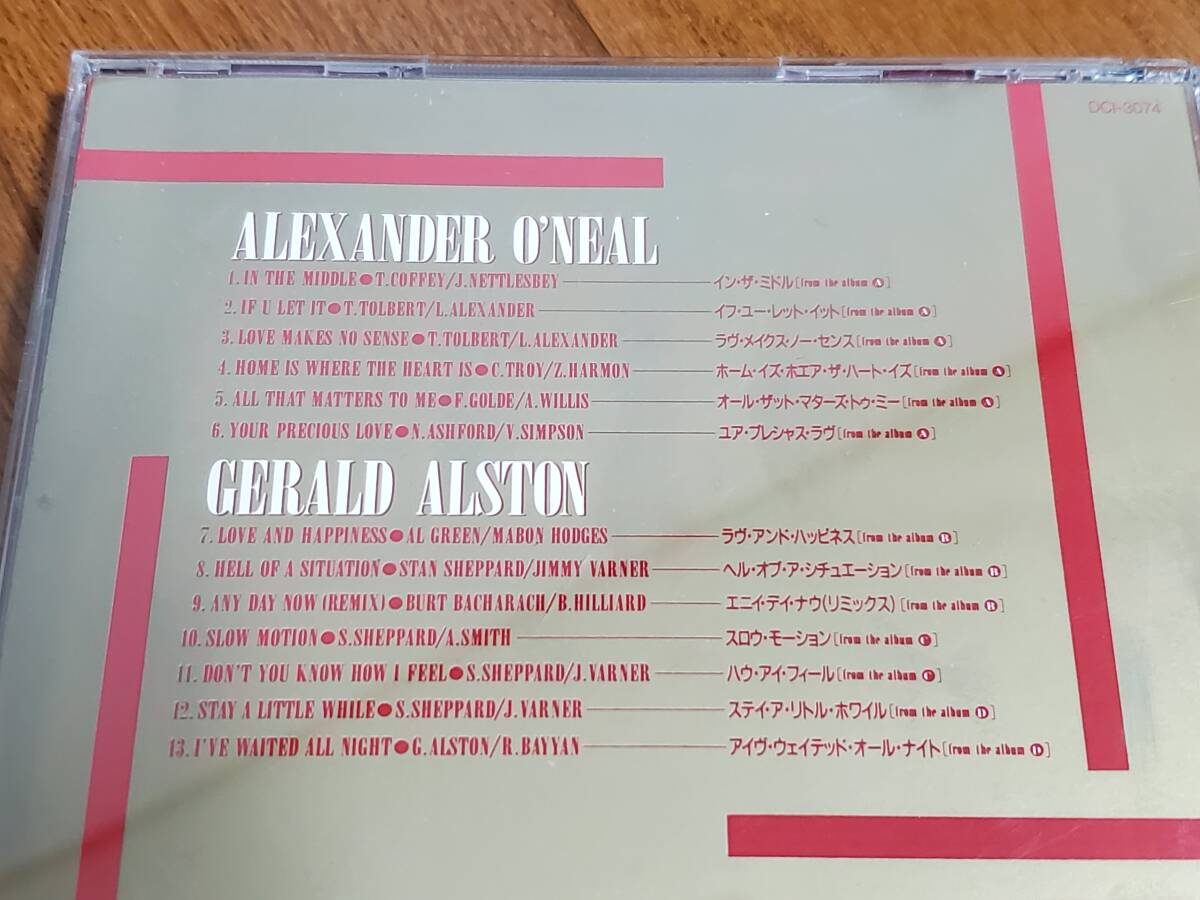 DCI-3074
ALEXANDER O'NEAL
1. IN THE MIDDLE●T.COFFEY/J.NETTLESBEY イン・ザ・ミドル[from the album Ⓐ]
2. IF U LET IT●T.TOLBERT/L.ALEXANDER イフ・ユー・レット・イット[from the album Ⓐ]
3. LOVE MAKES NO SENSE●T.TOLBERT/L.ALEXANDER ラヴ・メイクス・ノー・センス[from the album Ⓐ]
4. HOME IS WHERE THE HEART IS●C.TROY/Z.HARMON ホーム・イズ・ホエア・ザ・ハート・イズ[from the album Ⓐ]
5. ALL THAT MATTERS TO ME●F.GOLDE/A.WILLIS オール・ザット・マターズ・トゥ・ミー[from the album Ⓐ]
6. YOUR PRECIOUS LOVE●N.ASHFORD/V.SIMPSON ユア・プレシャス・ラヴ[from the album Ⓐ]
GERALD ALSTON
7. LOVE AND HAPPINESS●AL GREEN/MABON HODGES ラヴ・アンド・ハッピネス[from the album Ⓑ]
8. HELL OF A SITUATION●STAN SHEPPARD/JIMMY VARNER ヘル・オブ・ア・シチュエーション[from the album Ⓑ]
9. ANY DAY NOW (REMIX)●BURT BACHARACH/B.HILLIARD エニイ・デイ・ナウ(リミックス)[from the album Ⓑ]
10. SLOW MOTION●S.SHEPPARD/A.SMITH スロウ・モーション[from the album]
11. DON'T YOU KNOW HOW I FEEL●S.SHEPPARD/J.VARNER ハウ・アイ・フィール[from the album]
12. STAY A LITTLE WHILE●S.SHEPPARD/J.VARNER ステイ・ア・リトル・ホワイル[from the album Ⓓ]
13. I'VE WAITED ALL NIGHT●G.ALSTON/R.BAYYAN アイヴ・ウェイテッド・オール・ナイト[from the album Ⓓ]